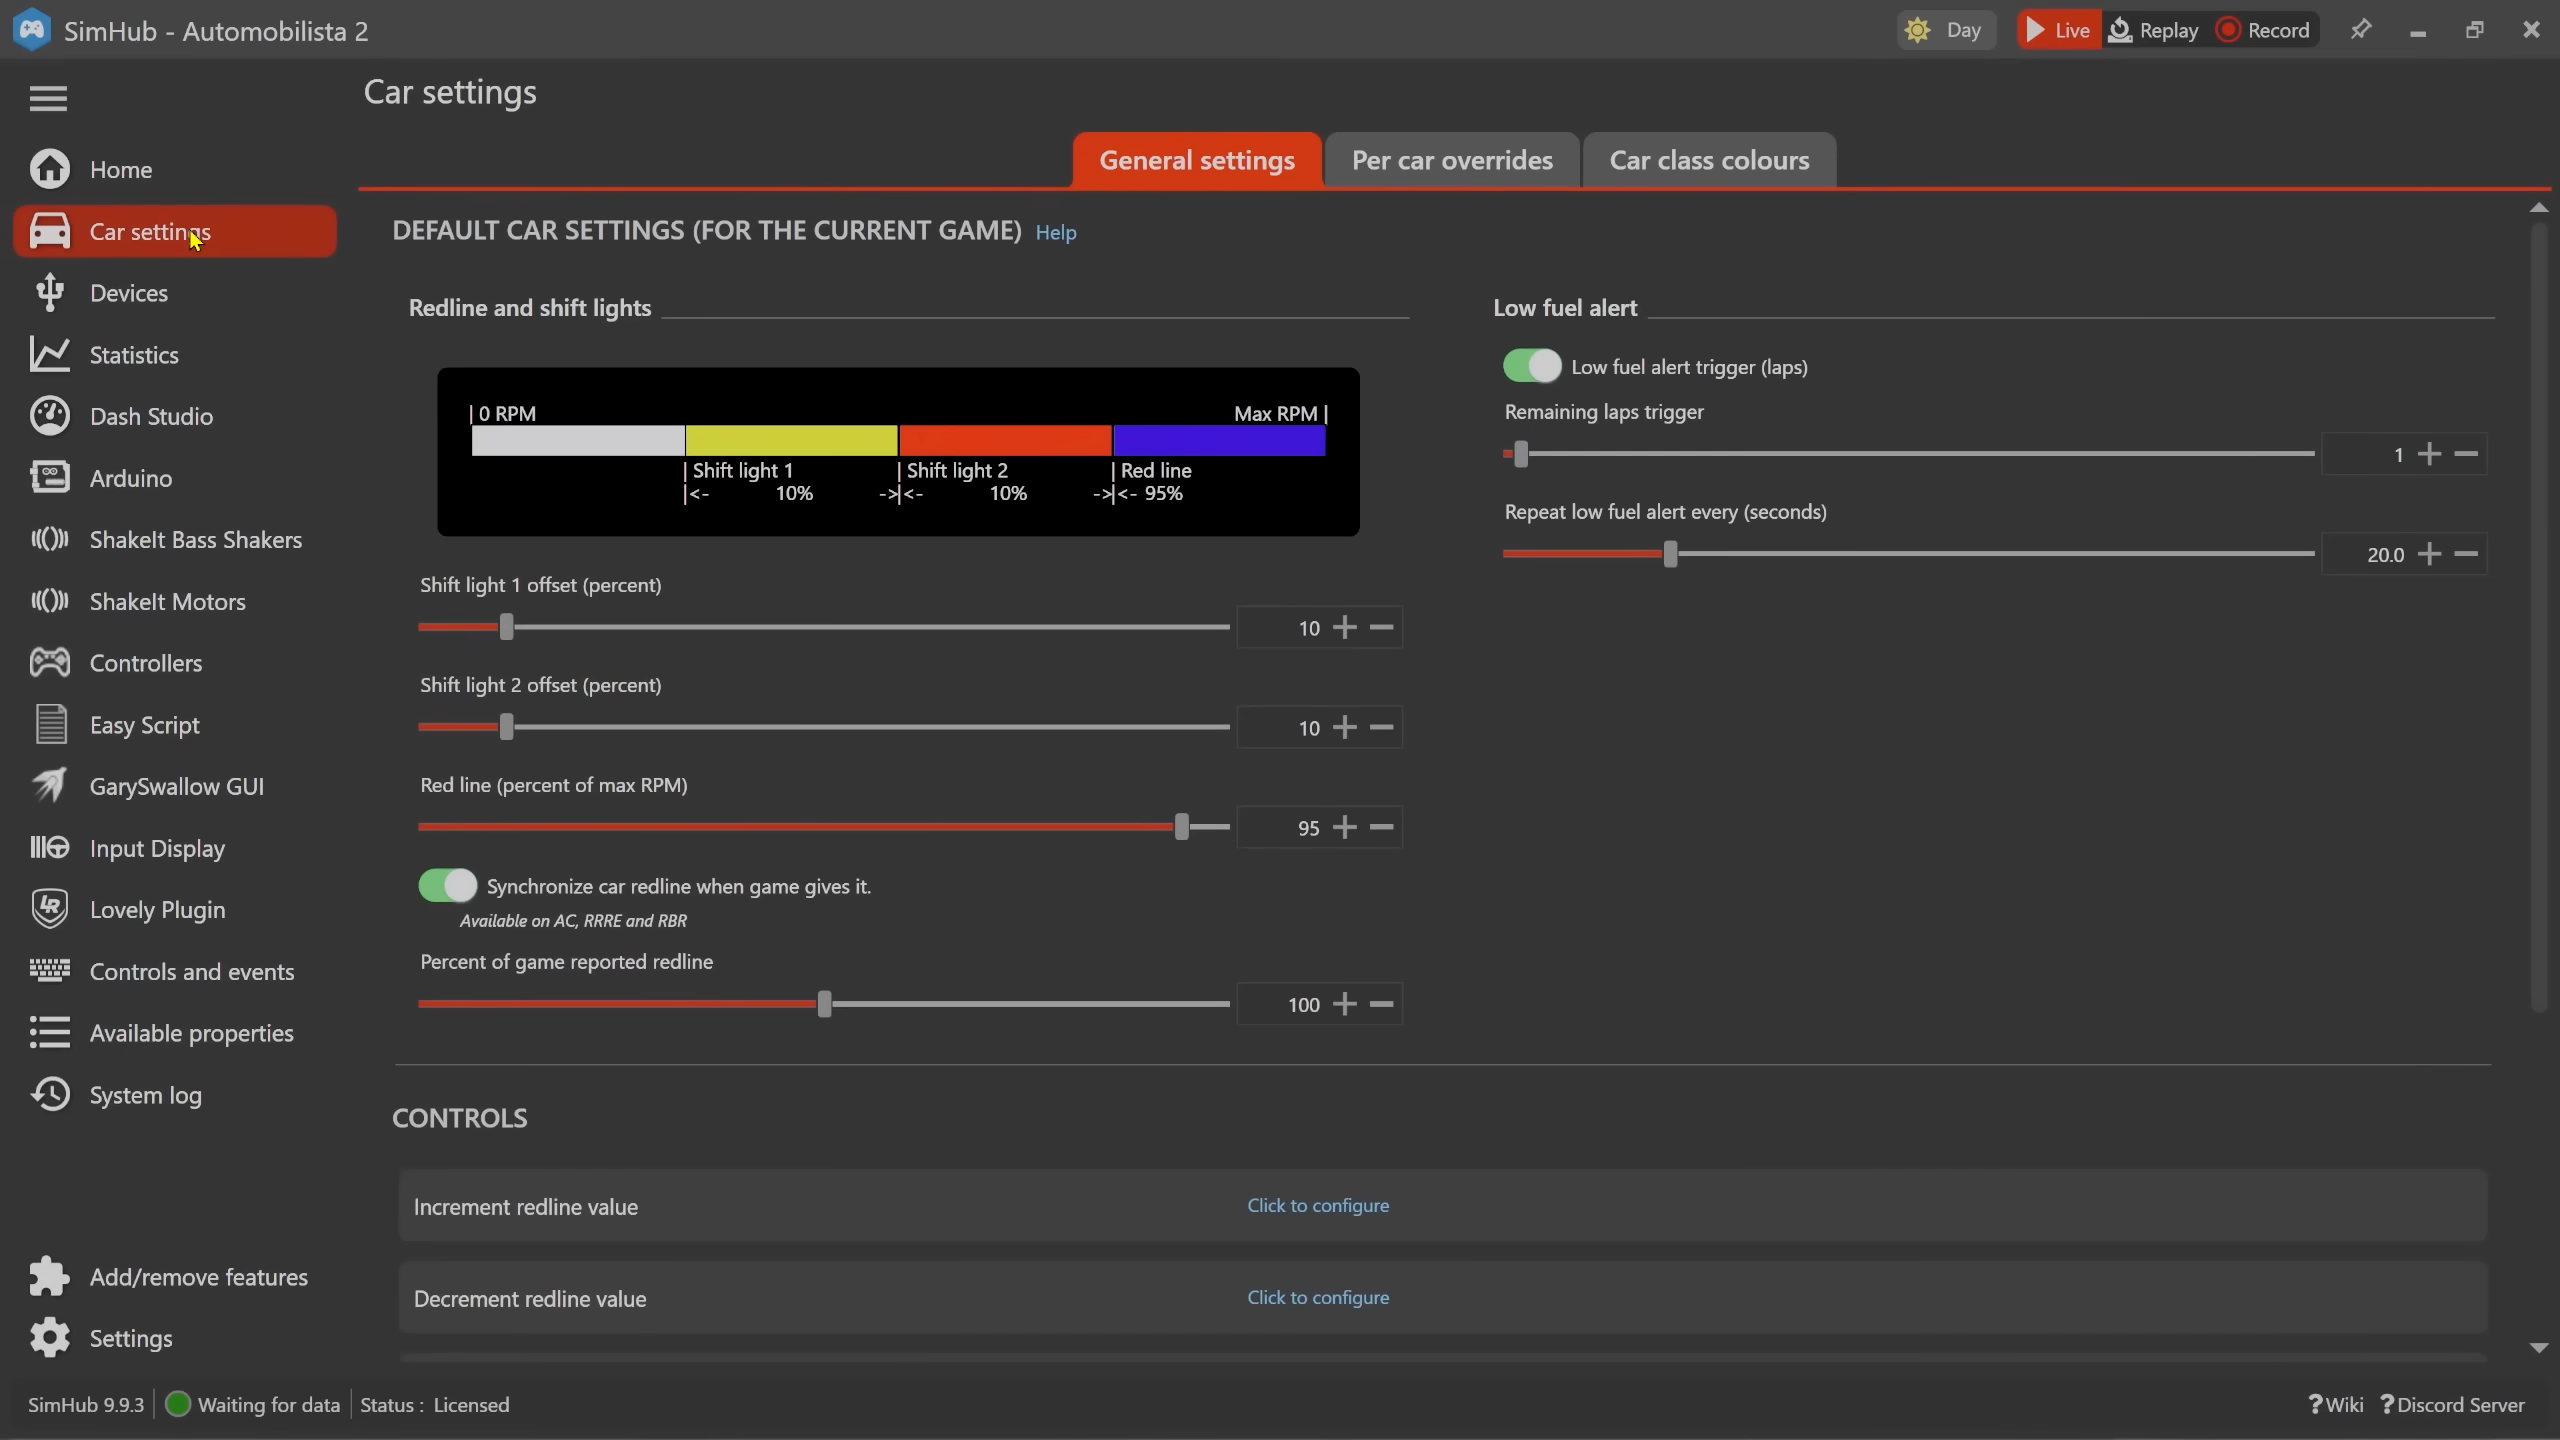 SimHub - Automobilista 2
Day
Live
Replay
Record
Car settings
Home
Car settings
Devices
Statistics
Dash Studio
Arduino
ShakeIt Bass Shakers
ShakeIt Motors
Controllers
Easy Script
GarySwallow GUI
Input Display
Lovely Plugin
Controls and events
Available properties
System log
Add/remove features
Settings
General settings
Per car overrides
Car class colours
DEFAULT CAR SETTINGS (FOR THE CURRENT GAME) Help
Redline and shift lights
|0 RPM
Max RPM|
|Shift light 1
|Shift light 2
|Red line
|<- 10% ->|<- 10% ->|<- 95%
Shift light 1 offset (percent)
10
Shift light 2 offset (percent)
10
Red line (percent of max RPM)
95
Synchronize car redline when game gives it.
Available on AC, RRRE and RBR
Percent of game reported redline
100
Low fuel alert
Low fuel alert trigger (laps)
Remaining laps trigger
1
Repeat low fuel alert every (seconds)
20.0
CONTROLS
Increment redline value
Click to configure
Decrement redline value
Click to configure
SimHub 9.9.3
Waiting for data
Status : Licensed
?Wiki
?Discord Server